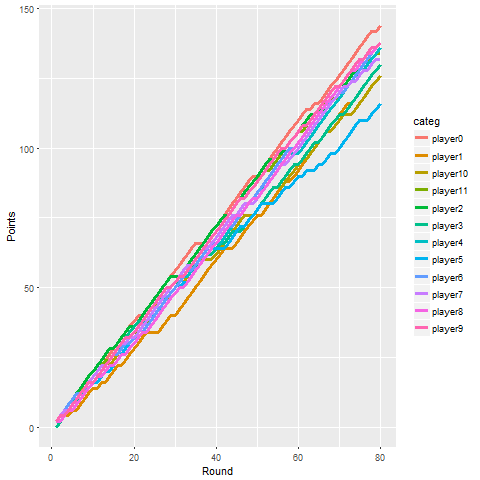 150
100
50
0
Points
0
20
40
60
80
Round
categ
player0
player1
player10
player11
player2
player3
player4
player5
player6
player7
player8
player9